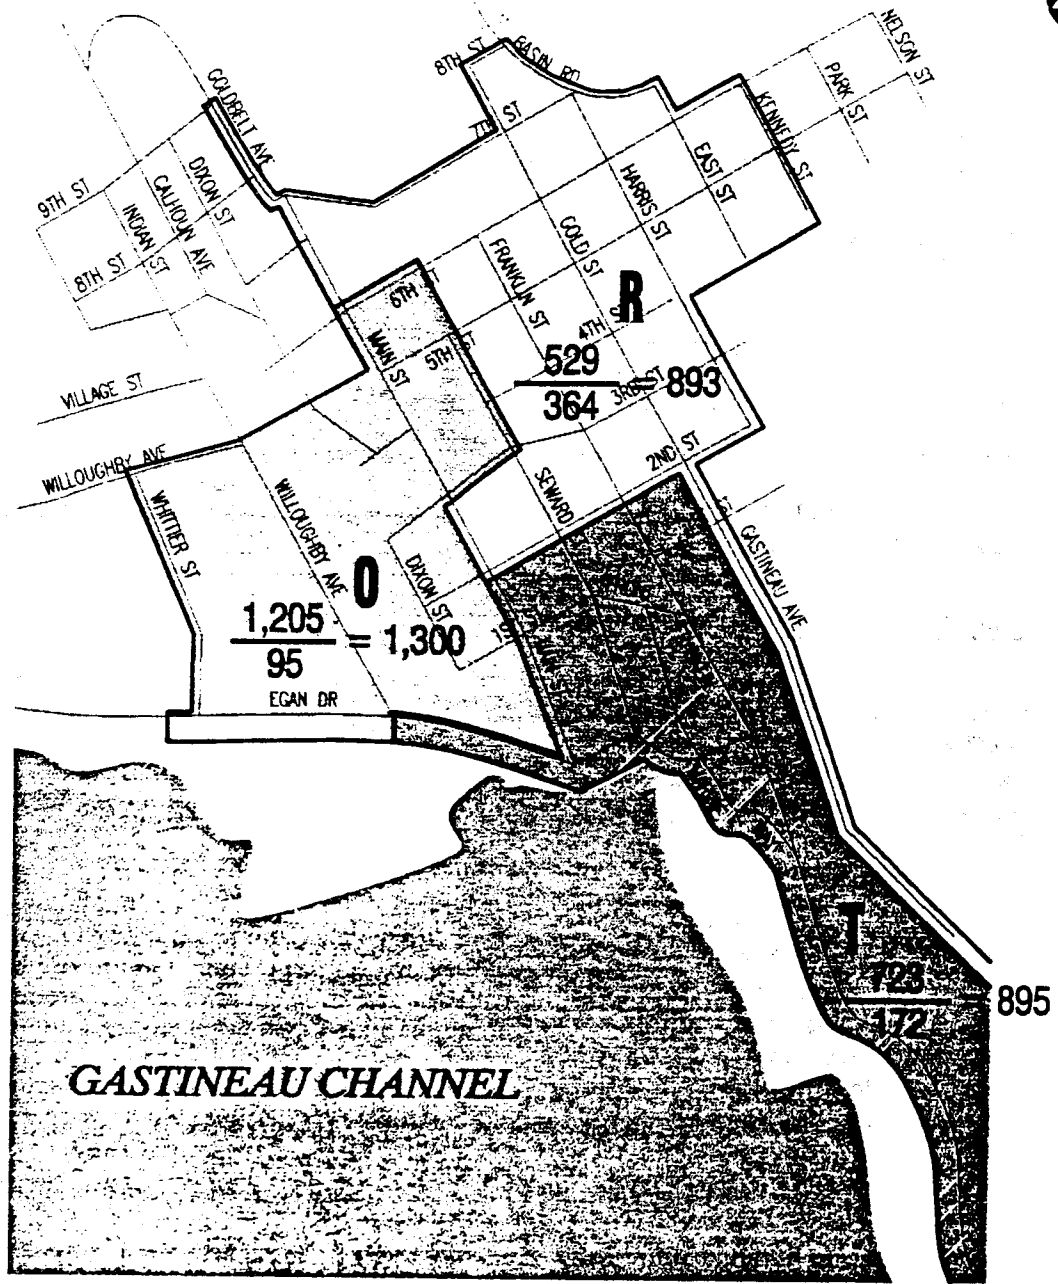 NELSON ST
8TH ST
BASIN RD
PARK ST
GOLDBELT AVE
KENNEDY ST
7TH ST
EAST ST
DIXON ST
HARRIS ST
9TH ST
CALHOUN AVE
INDIAN ST
GOLD ST
FRANKLIN ST
8TH ST
6TH ST
R
4TH S
MAIN ST
5TH ST
529
364
= 893
3RD ST
VILLAGE ST
2ND ST
WILLOUGHBY AVE
SEWARD
WHITTIER ST
WILLOUGHBY AVE
GASTINEAU AVE
O
DIXON ST
1,205
95
= 1,300
EGAN DR
T
723
172
895
GASTINEAU CHANNEL